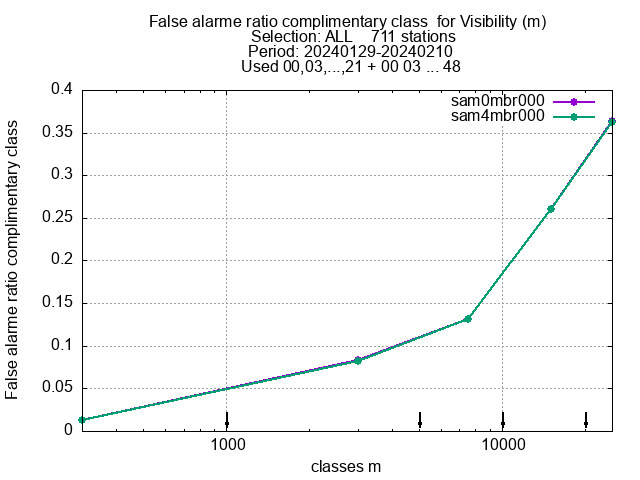 False alarme ratio complimentary class  for Visibility (m)
Selection: ALL    711 stations
Period: 20240129-20240210
Used 00,03,...,21 + 00 03 ... 48
sam0mbr000
sam4mbr000
False alarme ratio complimentary class
0.4
0.35
0.3
0.25
0.2
0.15
0.1
0.05
0
1000
10000
classes m